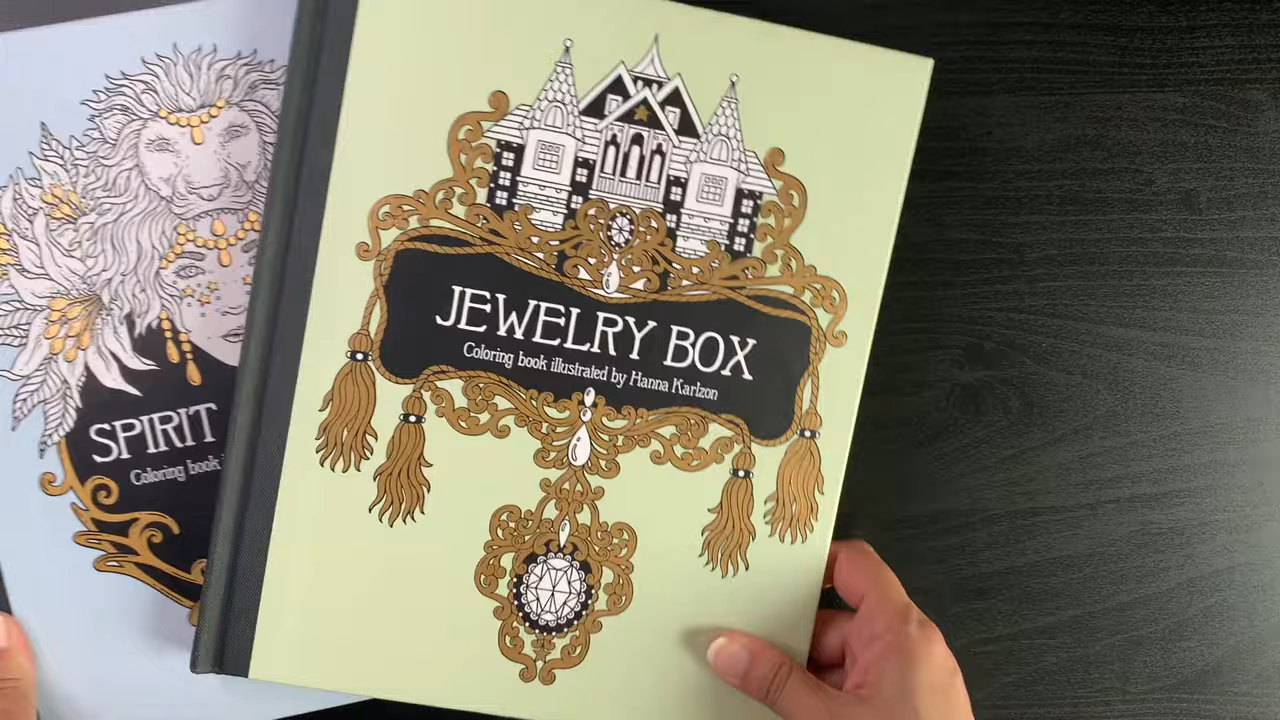 JEWELRY BOX
Coloring book illustrated by Hanna Karlzon
SPIRIT
Coloring book